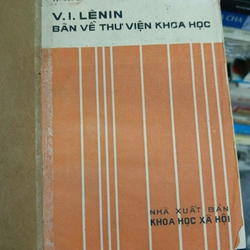 V.I. LÊNIN
BÀN VỀ THƯ VIỆN KHOA HỌC
NHÀ XUẤT BẢN
KHOA HỌC XÃ HỘI